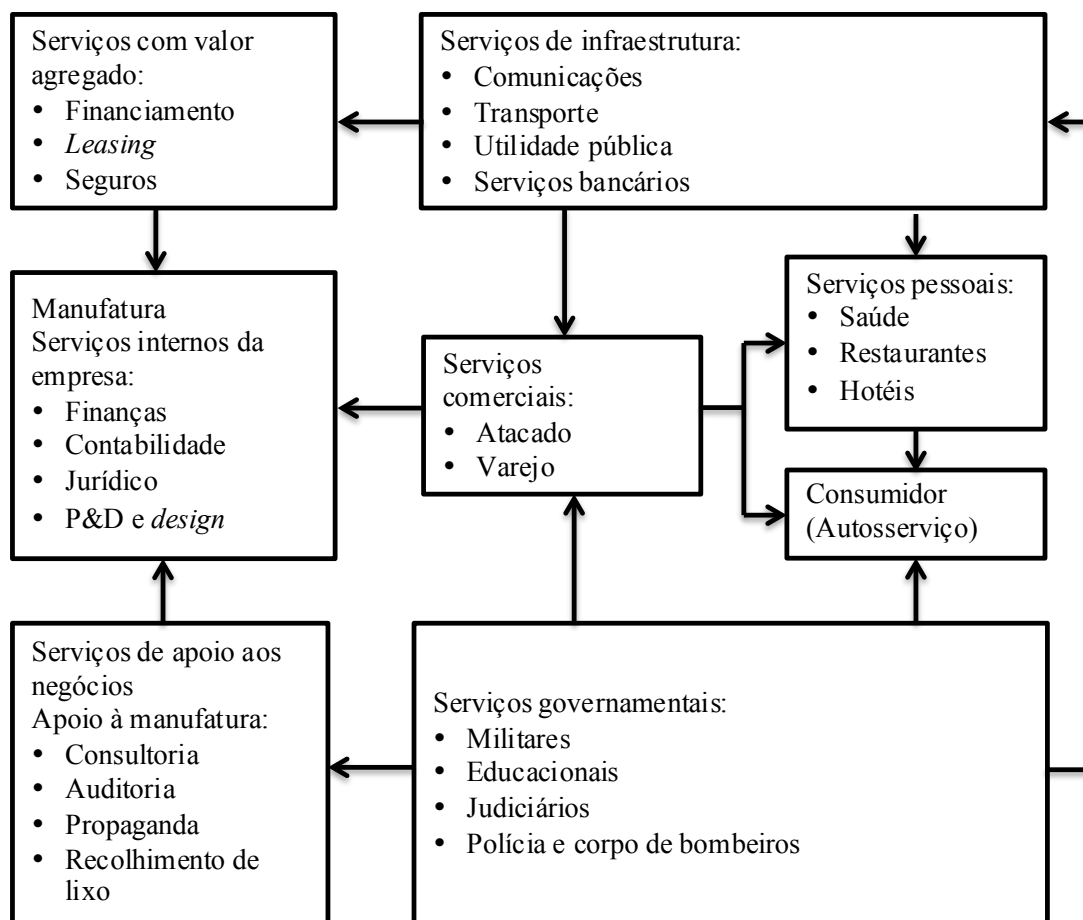 Serviços com valor
agregado:
• Financiamento
• Leasing
• Seguros
Serviços de infraestrutura:
• Comunicações
• Transporte
• Utilidade pública
• Serviços bancários
Manufatura
Serviços internos da
empresa:
• Finanças
• Contabilidade
• Jurídico
• P&D e design
Serviços
comerciais:
• Atacado
• Varejo
Serviços pessoais:
• Saúde
• Restaurantes
• Hotéis
Consumidor
(Autosserviço)
Serviços de apoio aos
negócios
Apoio à manufatura:
• Consultoria
• Auditoria
• Propaganda
• Recolhimento de
lixo
Serviços governamentais:
• Militares
• Educacionais
• Judiciários
• Polícia e corpo de bombeiros